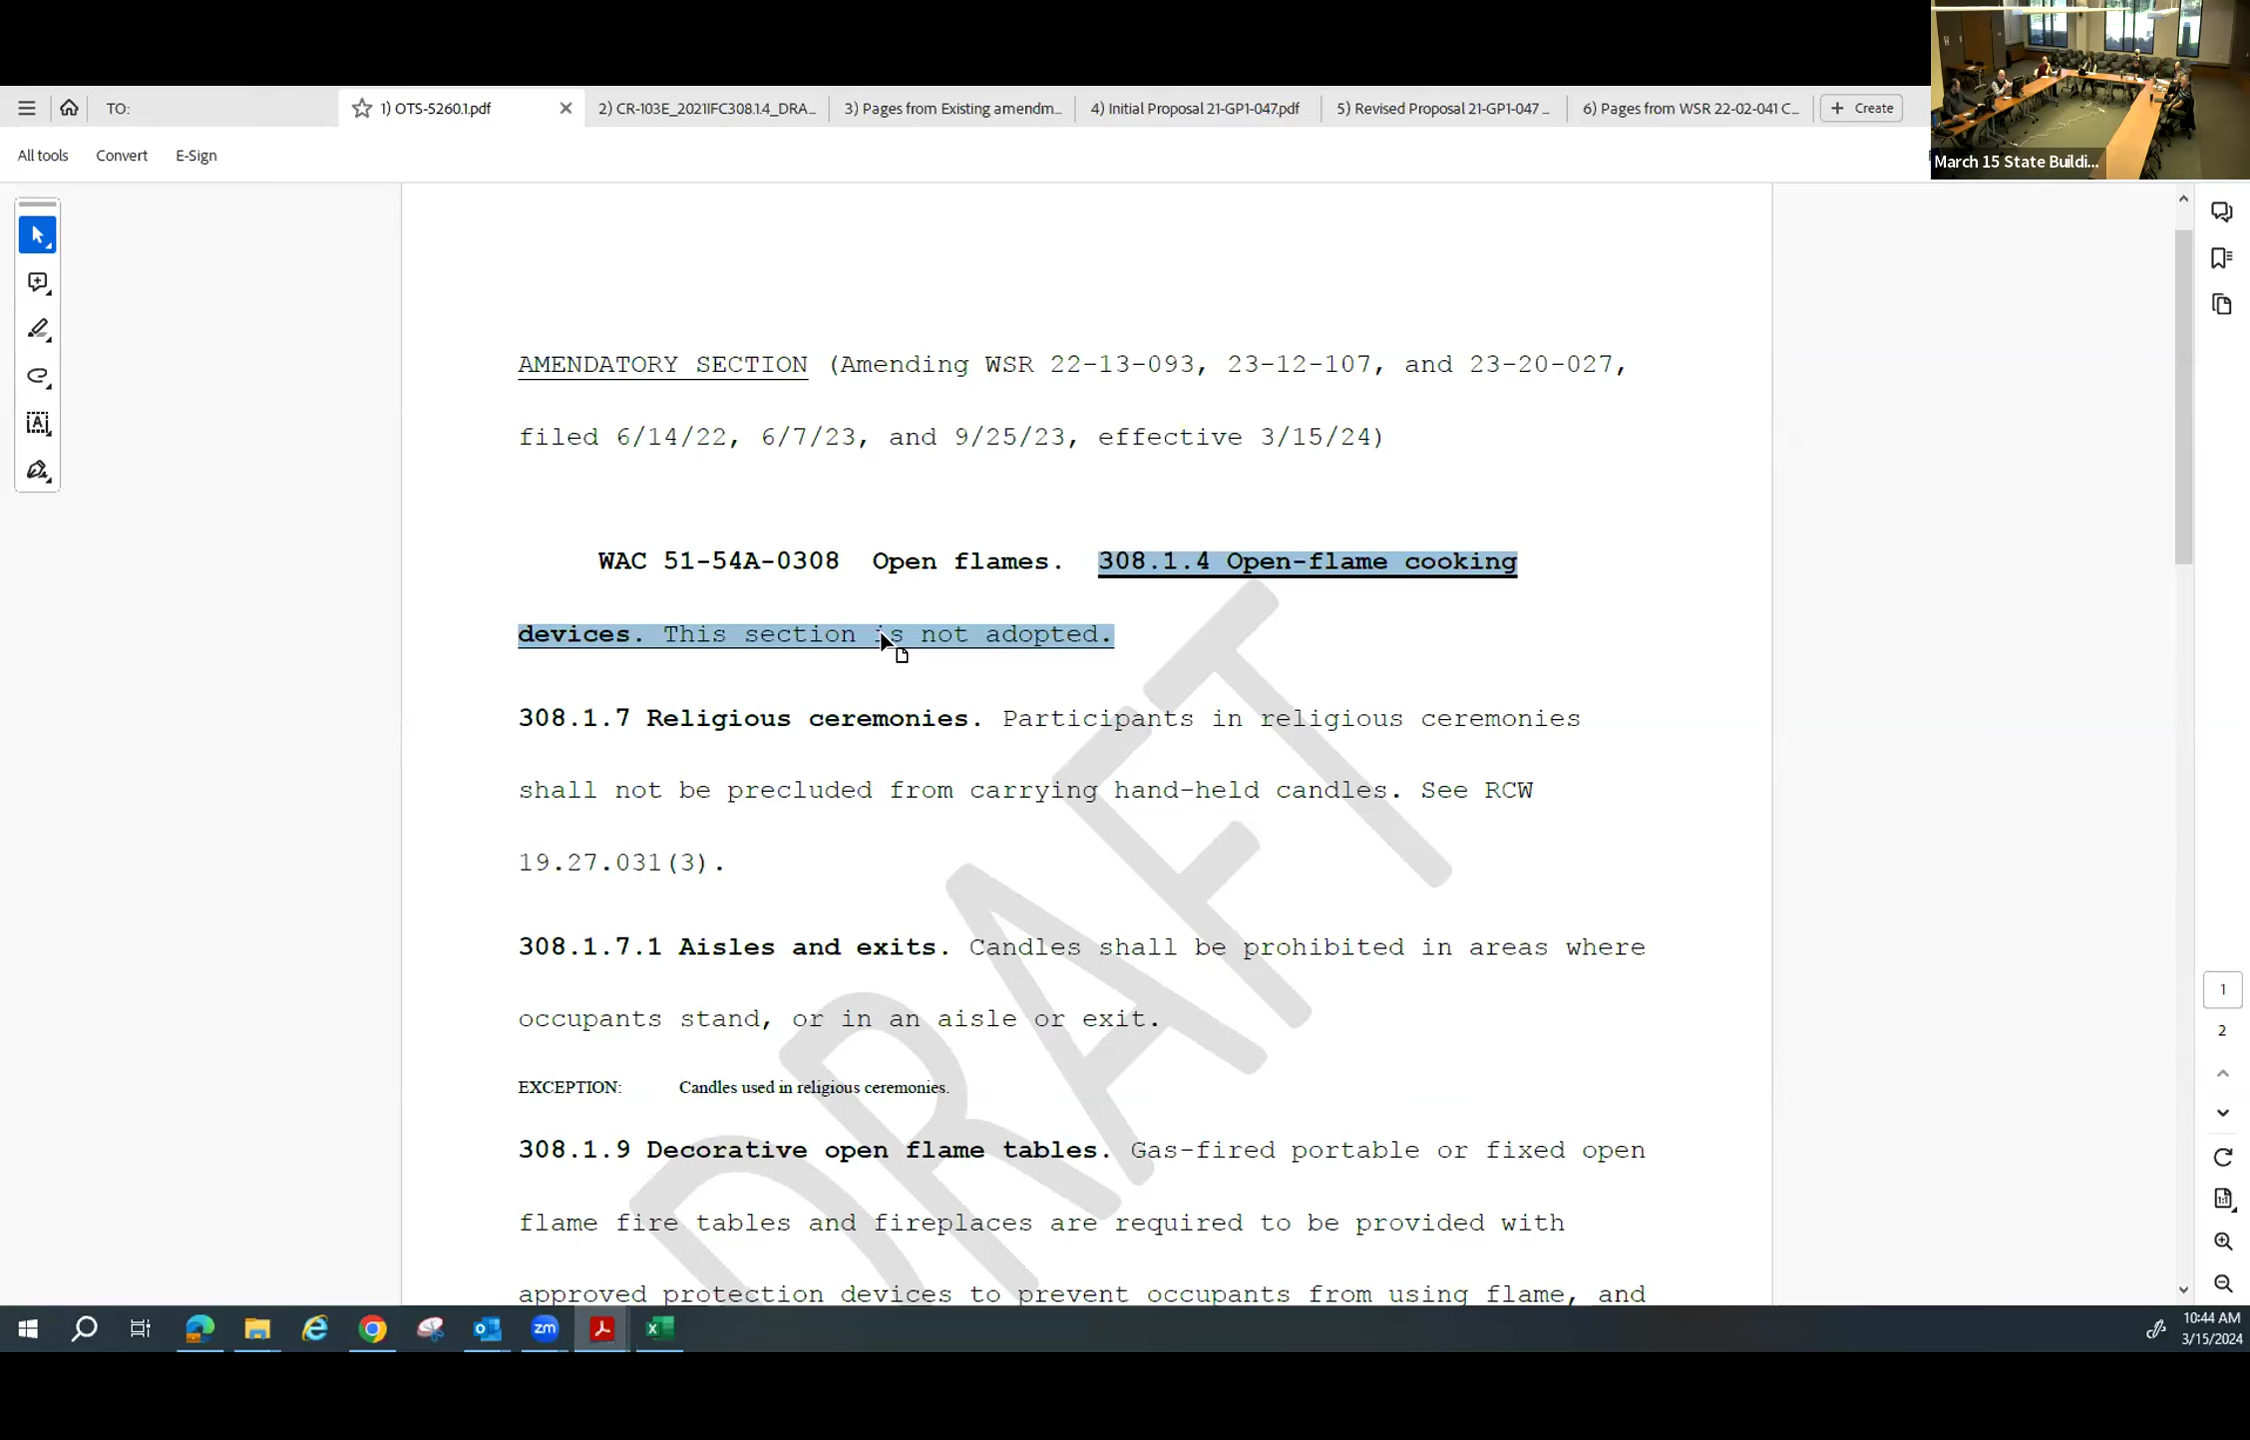 TO:
1) OTS-5260.1.pdf
2) CR-103E_2021IFC308.1.4_DRA...
3) Pages from Existing amendm...
4) Initial Proposal 21-GP1-047.pdf
5) Revised Proposal 21-GP1-047 ...
6) Pages from WSR 22-02-041 C...
+ Create
All tools
Convert
E-Sign
March 15 State Buildi...
AMENDATORY SECTION (Amending WSR 22-13-093, 23-12-107, and 23-20-027,
filed 6/14/22, 6/7/23, and 9/25/23, effective 3/15/24)
WAC 51-54A-0308 Open flames. 308.1.4 Open-flame cooking
devices. This section is not adopted.
308.1.7 Religious ceremonies. Participants in religious ceremonies
shall not be precluded from carrying hand-held candles. See RCW
19.27.031(3).
308.1.7.1 Aisles and exits. Candles shall be prohibited in areas where
occupants stand, or in an aisle or exit.
EXCEPTION: Candles used in religious ceremonies.
308.1.9 Decorative open flame tables. Gas-fired portable or fixed open
flame fire tables and fireplaces are required to be provided with
approved protection devices to prevent occupants from using flame, and
DRAFT
1
2
zm
10:44 AM
3/15/2024